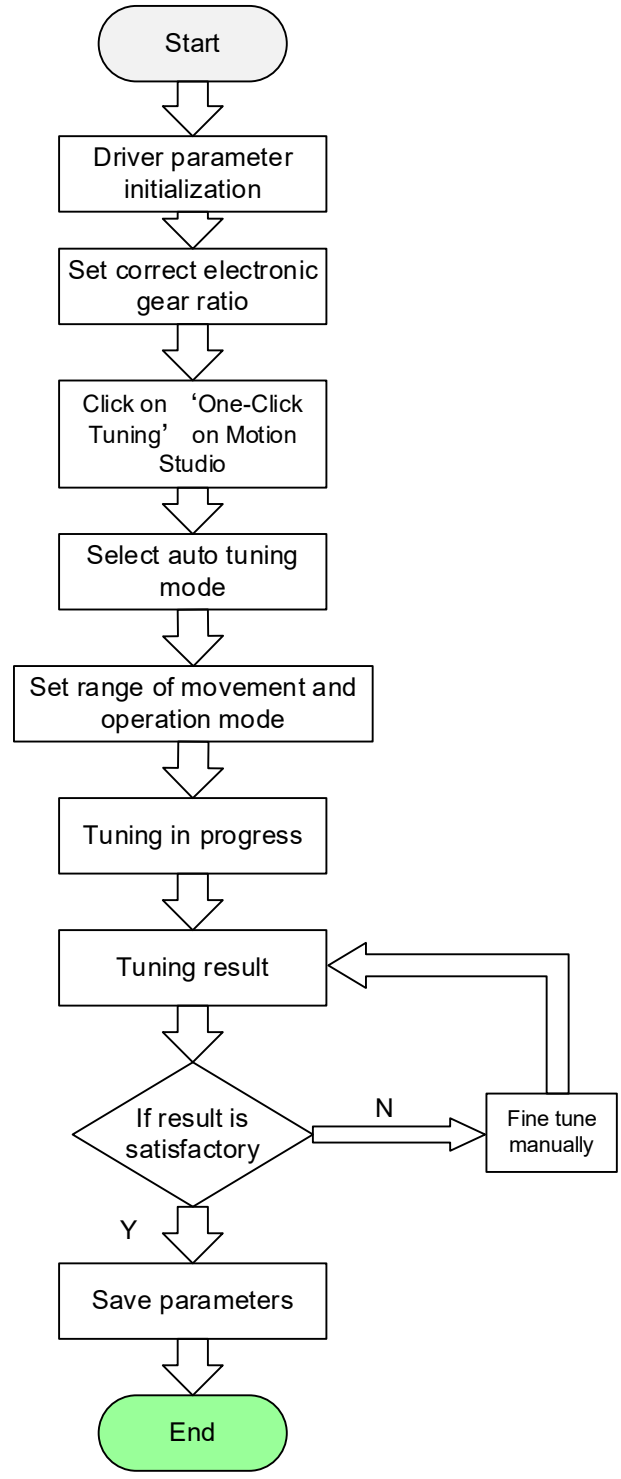 Start
Driver parameter
initialization
Set correct electronic
gear ratio
Click on ‘One-Click
Tuning’ on Motion
Studio
Select auto tuning
mode
Set range of movement and
operation mode
Tuning in progress
Tuning result
If result is
satisfactory
N
Fine tune
manually
Y
Save parameters
End